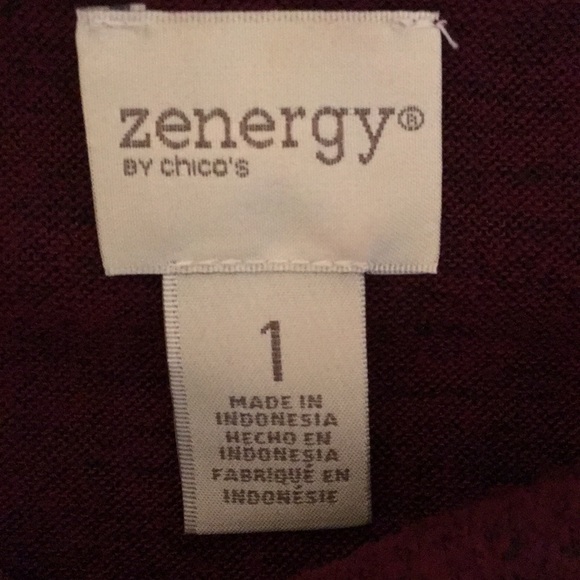 zenergy®
BY chico's
1
MADE IN
INDONESIA
HECHO EN
INDONESIA
FABRIQUÉ EN
INDONÉSIE